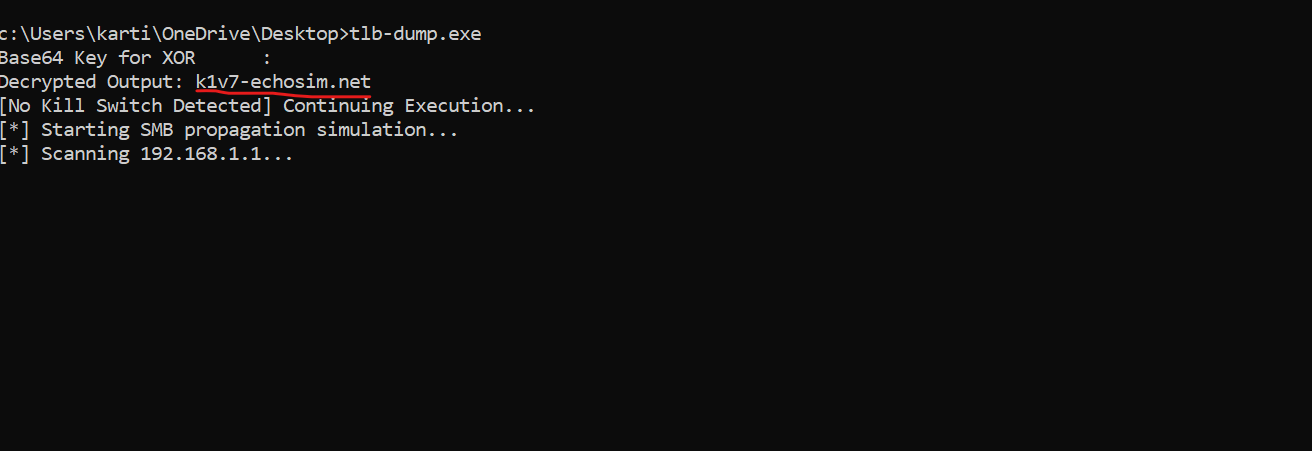 c:\Users\karti\OneDrive\Desktop>tlb-dump.exe
Base64 Key for XOR      :
Decrypted Output: k1v7-echosim.net
[No Kill Switch Detected] Continuing Execution...
[*] Starting SMB propagation simulation...
[*] Scanning 192.168.1.1...